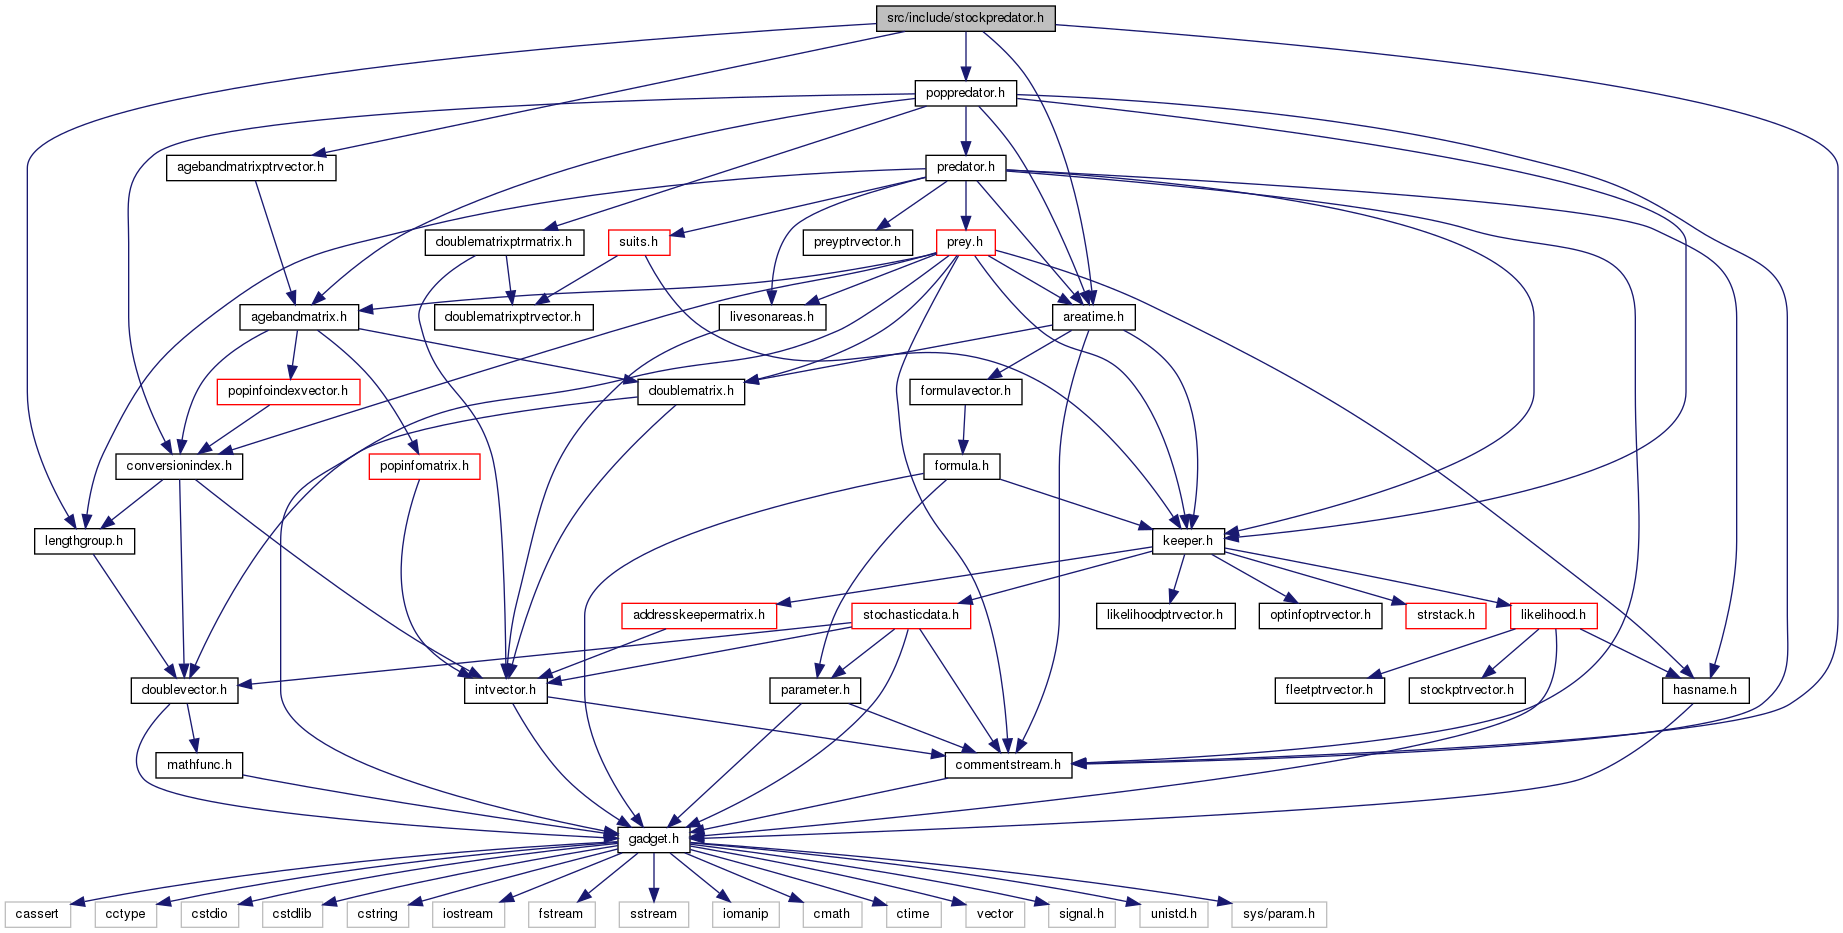 src/include/stockpredator.h
poppredator.h
agebandmatrixptrvector.h
predator.h
doublematrixptrmatrix.h
suits.h
preyptrvector.h
prey.h
agebandmatrix.h
doublematrixptrvector.h
livesonareas.h
areatime.h
popinfoindexvector.h
doublematrix.h
formulavector.h
conversionindex.h
popinfomatrix.h
formula.h
lengthgroup.h
keeper.h
addresskeepermatrix.h
stochasticdata.h
likelihoodptrvector.h
optinfoptrvector.h
strstack.h
likelihood.h
doublevector.h
intvector.h
parameter.h
fleetptrvector.h
stockptrvector.h
hasname.h
mathfunc.h
commentstream.h
gadget.h
cassert
cctype
cstdio
cstdlib
cstring
iostream
fstream
sstream
iomanip
cmath
ctime
vector
signal.h
unistd.h
sys/param.h